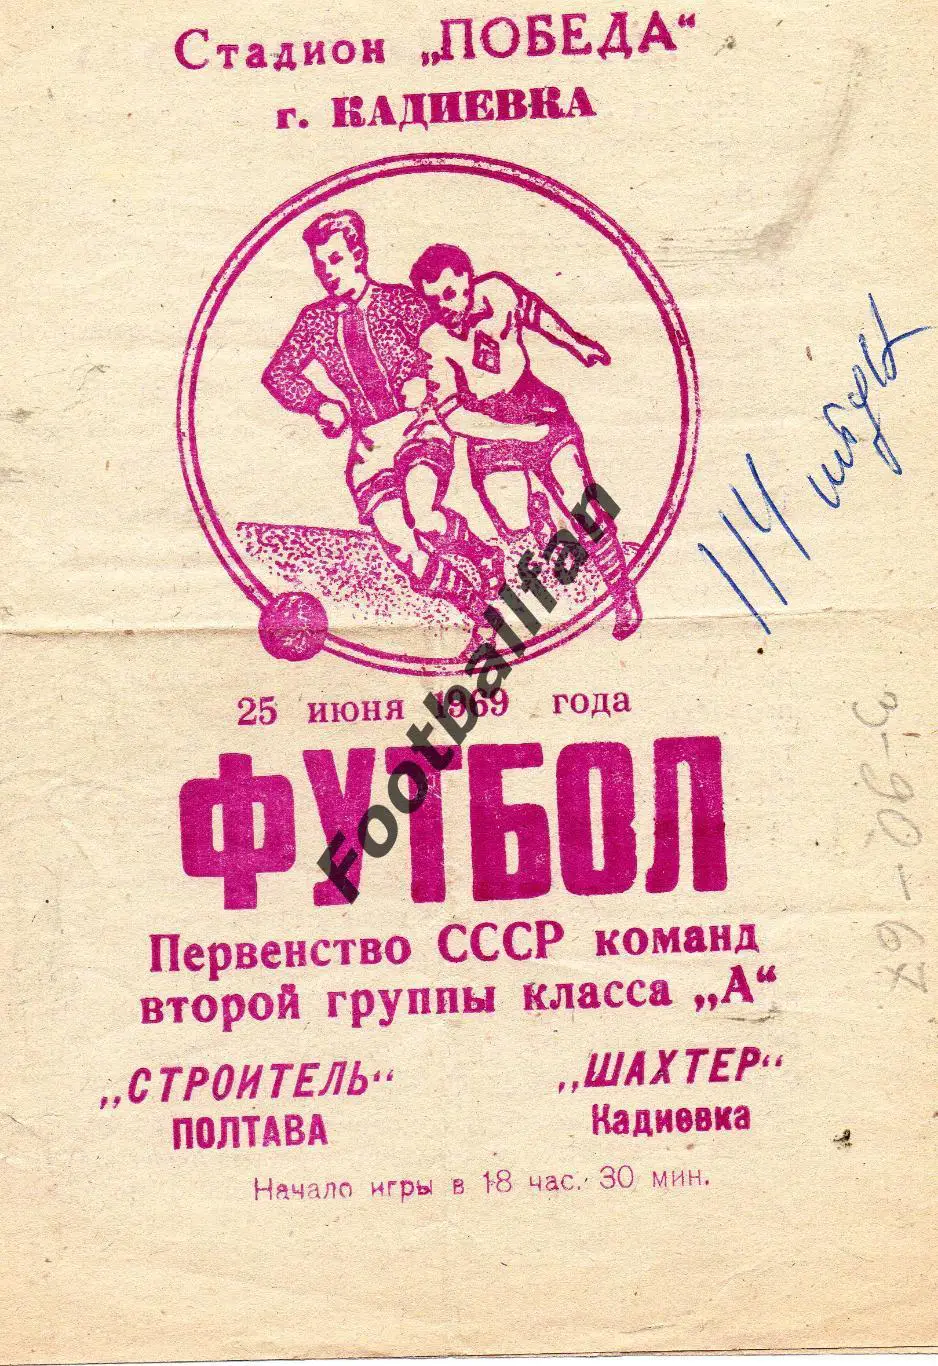 Стадион „ПОБЕДА“
г. КАДИЕВКА
114
25 июня 1969 года
ФУТБОЛ
Первенство СССР команд
второй группы класса „А“
„СТРОИТЕЛЬ“ „ШАХТЕР“
ПОЛТАВА Кадиевка
Начало игры в 18 час. 30 мин.
Footballfan